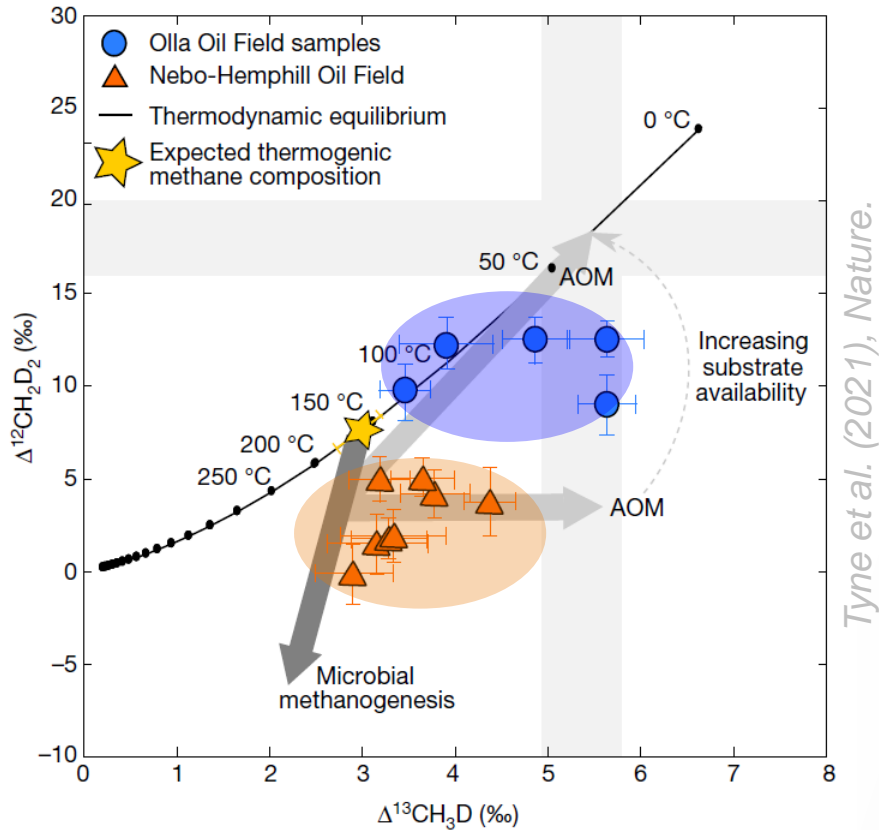 Olla Oil Field samples
Nebo-Hemphill Oil Field
Thermodynamic equilibrium
Expected thermogenic
methane composition
30
25
20
15
10
5
0
−5
−10
Δ¹²CH₂D₂ (‰)
0 °C
50 °C
AOM
100 °C
150 °C
200 °C
250 °C
Increasing
substrate
availability
AOM
Microbial
methanogenesis
0 1 2 3 4 5 6 7 8
Δ¹³CH₃D (‰)
Tyne et al. (2021), Nature.